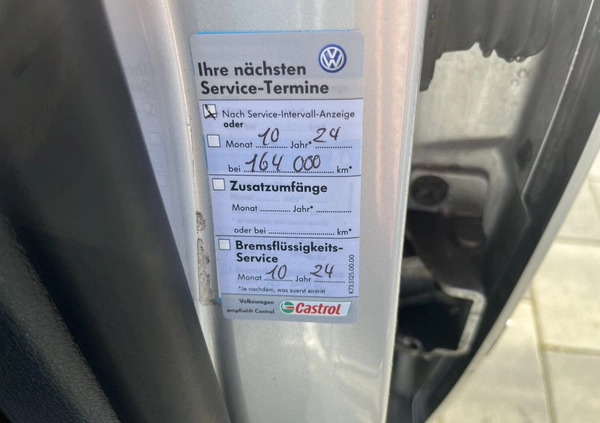 Ihre nächsten
Service-Termine
Nach Service-Intervall-Anzeige
oder
Monat 10 Jahr* 24
bei 164 000 km*
Zusatzumfänge
Monat Jahr*
oder bei km*
Bremsflüssigkeits-
Service
Monat 10 Jahr 24
*Je nachdem, was zuerst eintritt
Volkswagen
empfiehlt Castrol
Castrol